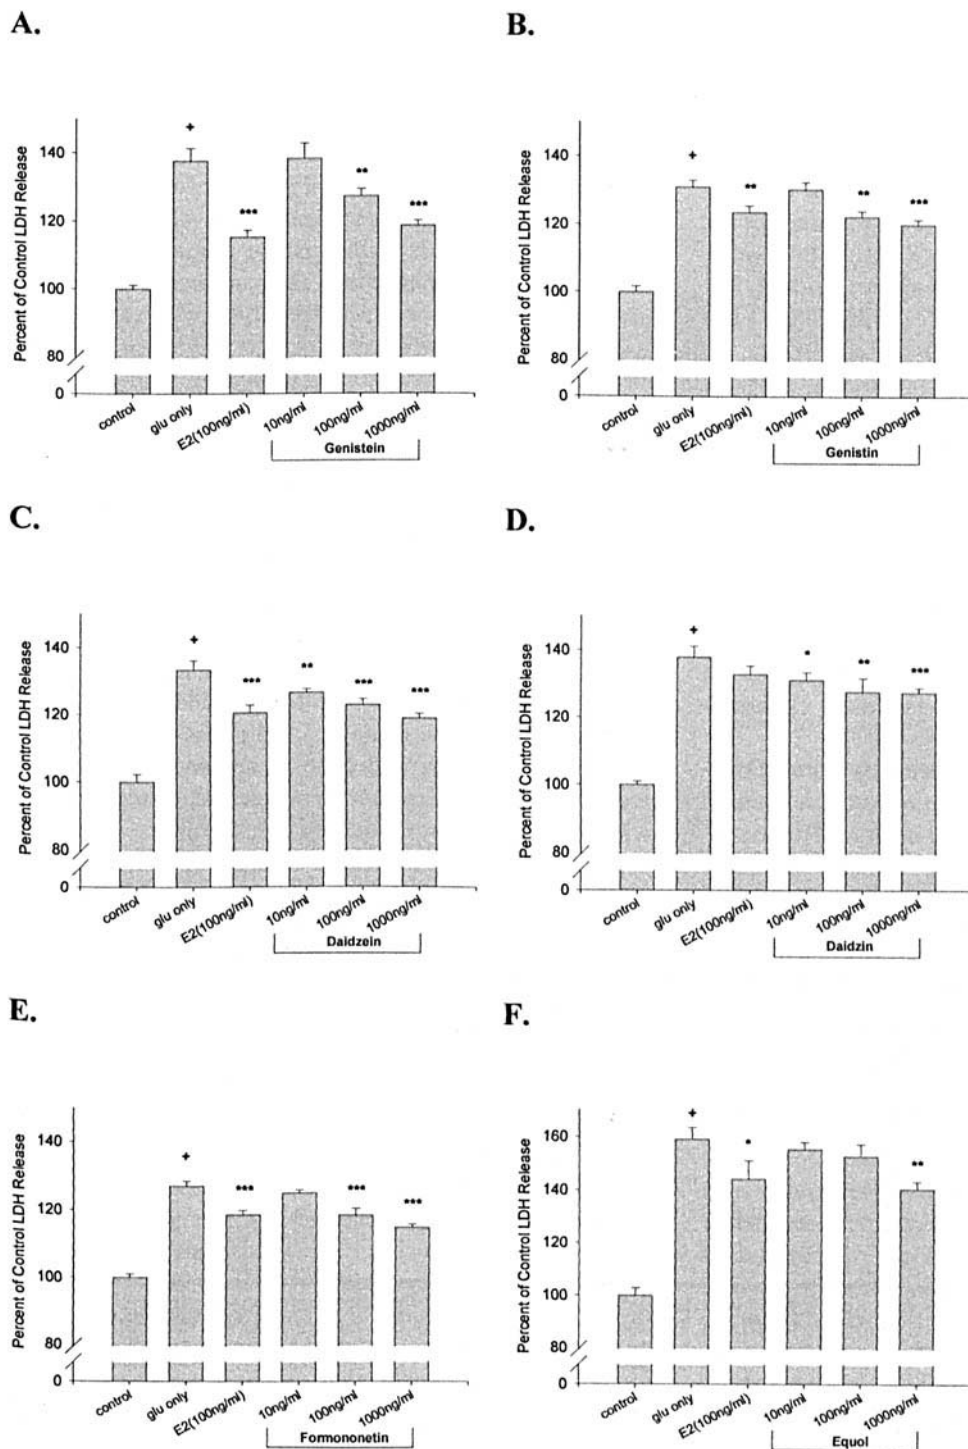 A.
Percent of Control LDH Release
140
120
100
80
0
+
***
**
***
control
glu only
E2(100ng/ml)
10ng/ml
100ng/ml
1000ng/ml
Genistein
B.
Percent of Control LDH Release
140
120
100
80
0
+
**
**
***
control
glu only
E2(100ng/ml)
10ng/ml
100ng/ml
1000ng/ml
Genistin
C.
Percent of Control LDH Release
140
120
100
80
0
+
***
**
***
***
control
glu only
E2(100ng/ml)
10ng/ml
100ng/ml
1000ng/ml
Daidzein
D.
Percent of Control LDH Release
140
120
100
80
0
+
*
**
***
control
glu only
E2(100ng/ml)
10ng/ml
100ng/ml
1000ng/ml
Daidzin
E.
Percent of Control LDH Release
140
120
100
80
0
+
***
***
***
control
glu only
E2(100ng/ml)
10ng/ml
100ng/ml
1000ng/ml
Formononetin
F.
Percent of Control LDH Release
160
140
120
100
80
0
+
*
**
control
glu only
E2(100ng/ml)
10ng/ml
100ng/ml
1000ng/ml
Equol